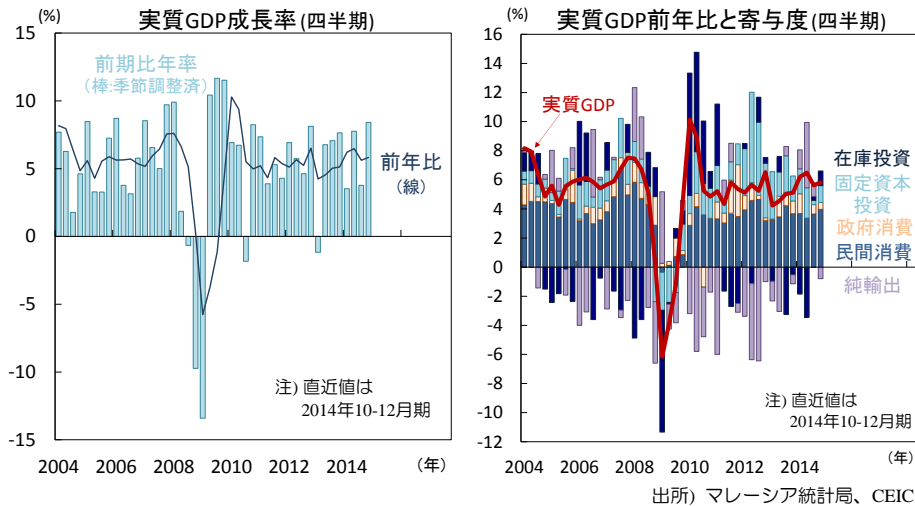 実質GDP成長率(四半期)
(%)
15
10
5
0
-5
-10
-15
前期比年率
(棒:季節調整済)
前年比
(線)
注) 直近値は
2014年10-12月期
2004 2006 2008 2010 2012 2014
(年)
実質GDP前年比と寄与度(四半期)
(%)
16
14
12
10
8
6
4
2
0
-2
-4
-6
-8
-10
-12
実質GDP
在庫投資
固定資本
投資
政府消費
民間消費
純輸出
注) 直近値は
2014年10-12月期
2004 2006 2008 2010 2012 2014
(年)
出所) マレーシア統計局、CEIC